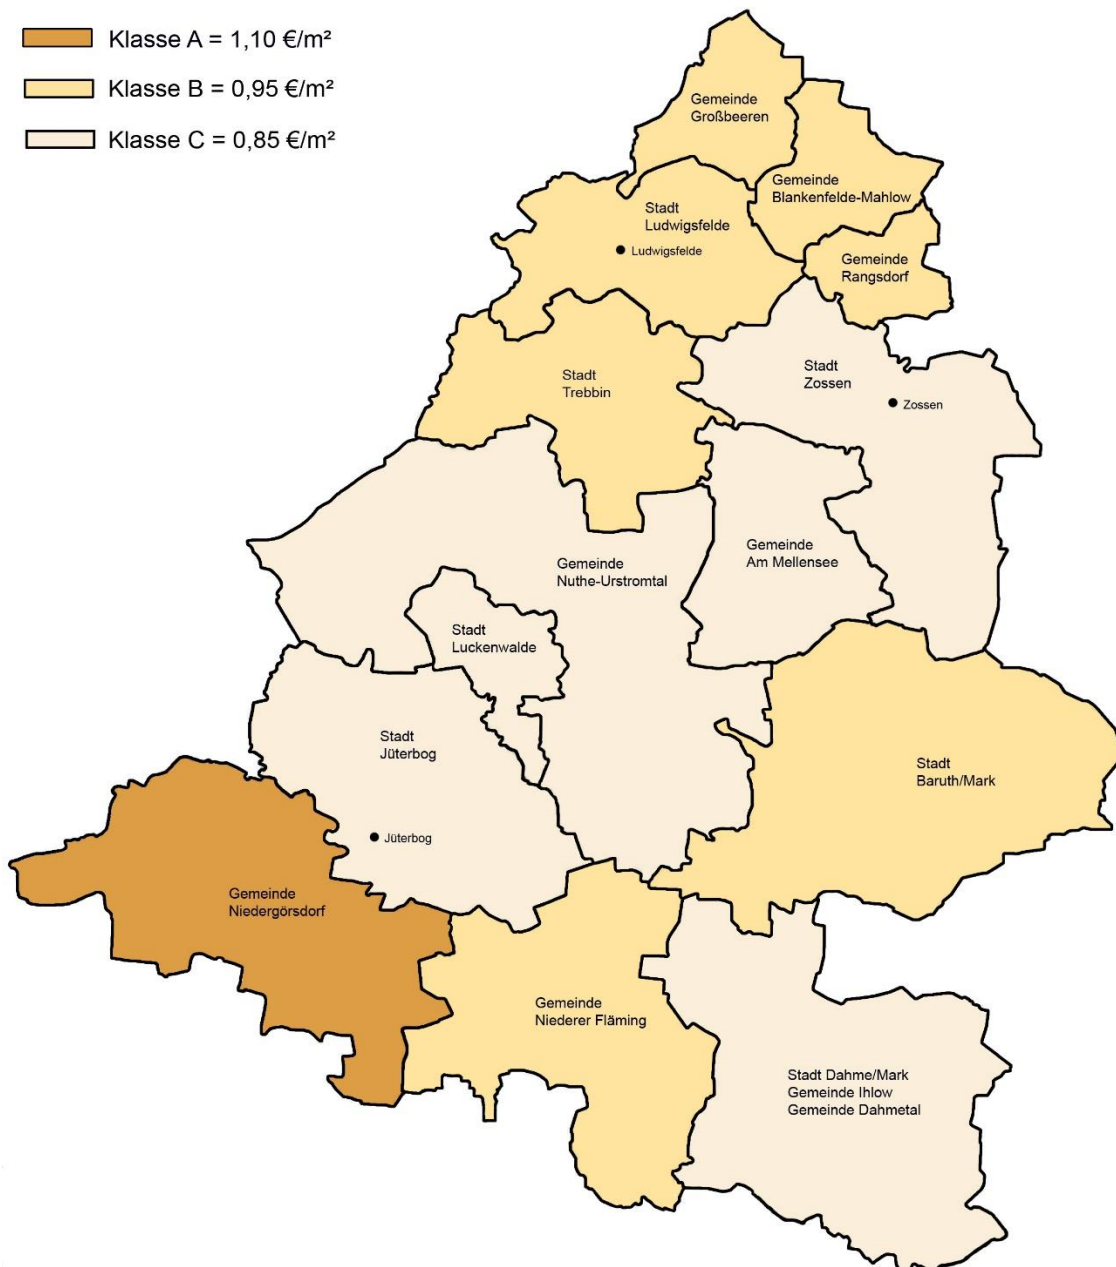 Klasse A = 1,10 €/m²
Klasse B = 0,95 €/m²
Klasse C = 0,85 €/m²
Gemeinde
Großbeeren
Gemeinde
Blankenfelde-Mahlow
Stadt
Ludwigsfelde
Ludwigsfelde
Gemeinde
Rangsdorf
Stadt
Trebbin
Stadt
Zossen
Zossen
Gemeinde
Nuthe-Urstromtal
Gemeinde
Am Mellensee
Stadt
Luckenwalde
Stadt
Jüterbog
Jüterbog
Stadt
Baruth/Mark
Gemeinde
Niedergörsdorf
Gemeinde
Niederer Fläming
Stadt Dahme/Mark
Gemeinde Ihlow
Gemeinde Dahmetal